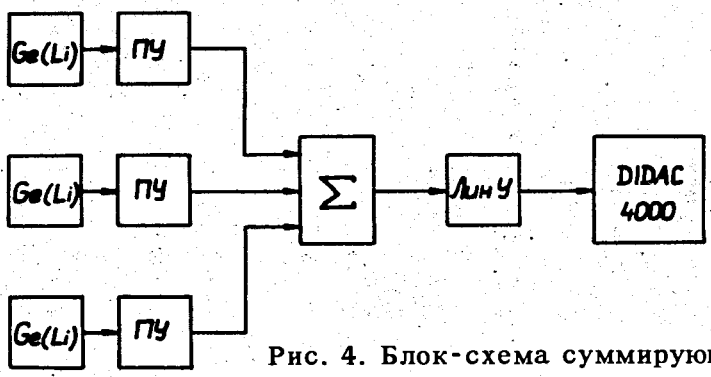 Ge(Li) ПУ
Ge(Li) ПУ Σ Лин У DIDAC
4000
Ge(Li) ПУ
Рис. 4. Блок-схема суммирую